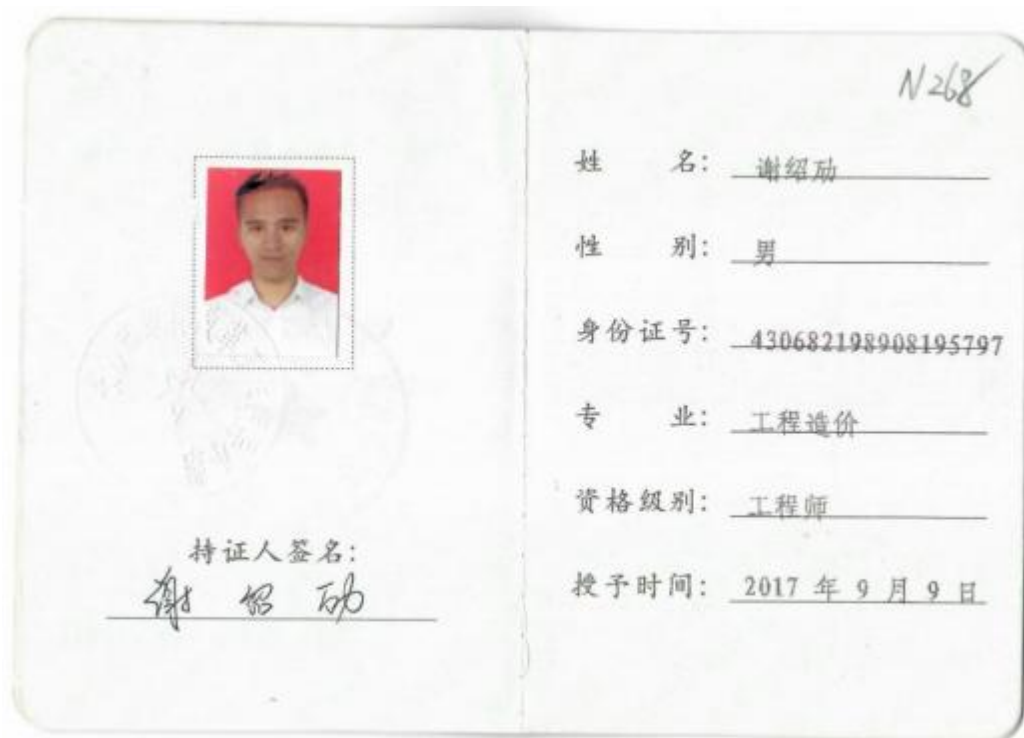 持证人签名:
谢绍劢
N268
姓 名: 谢绍劢
性 别: 男
身份证号: 430682198908195797
专 业: 工程造价
资格级别: 工程师
授予时间: 2017 年 9 月 9 日